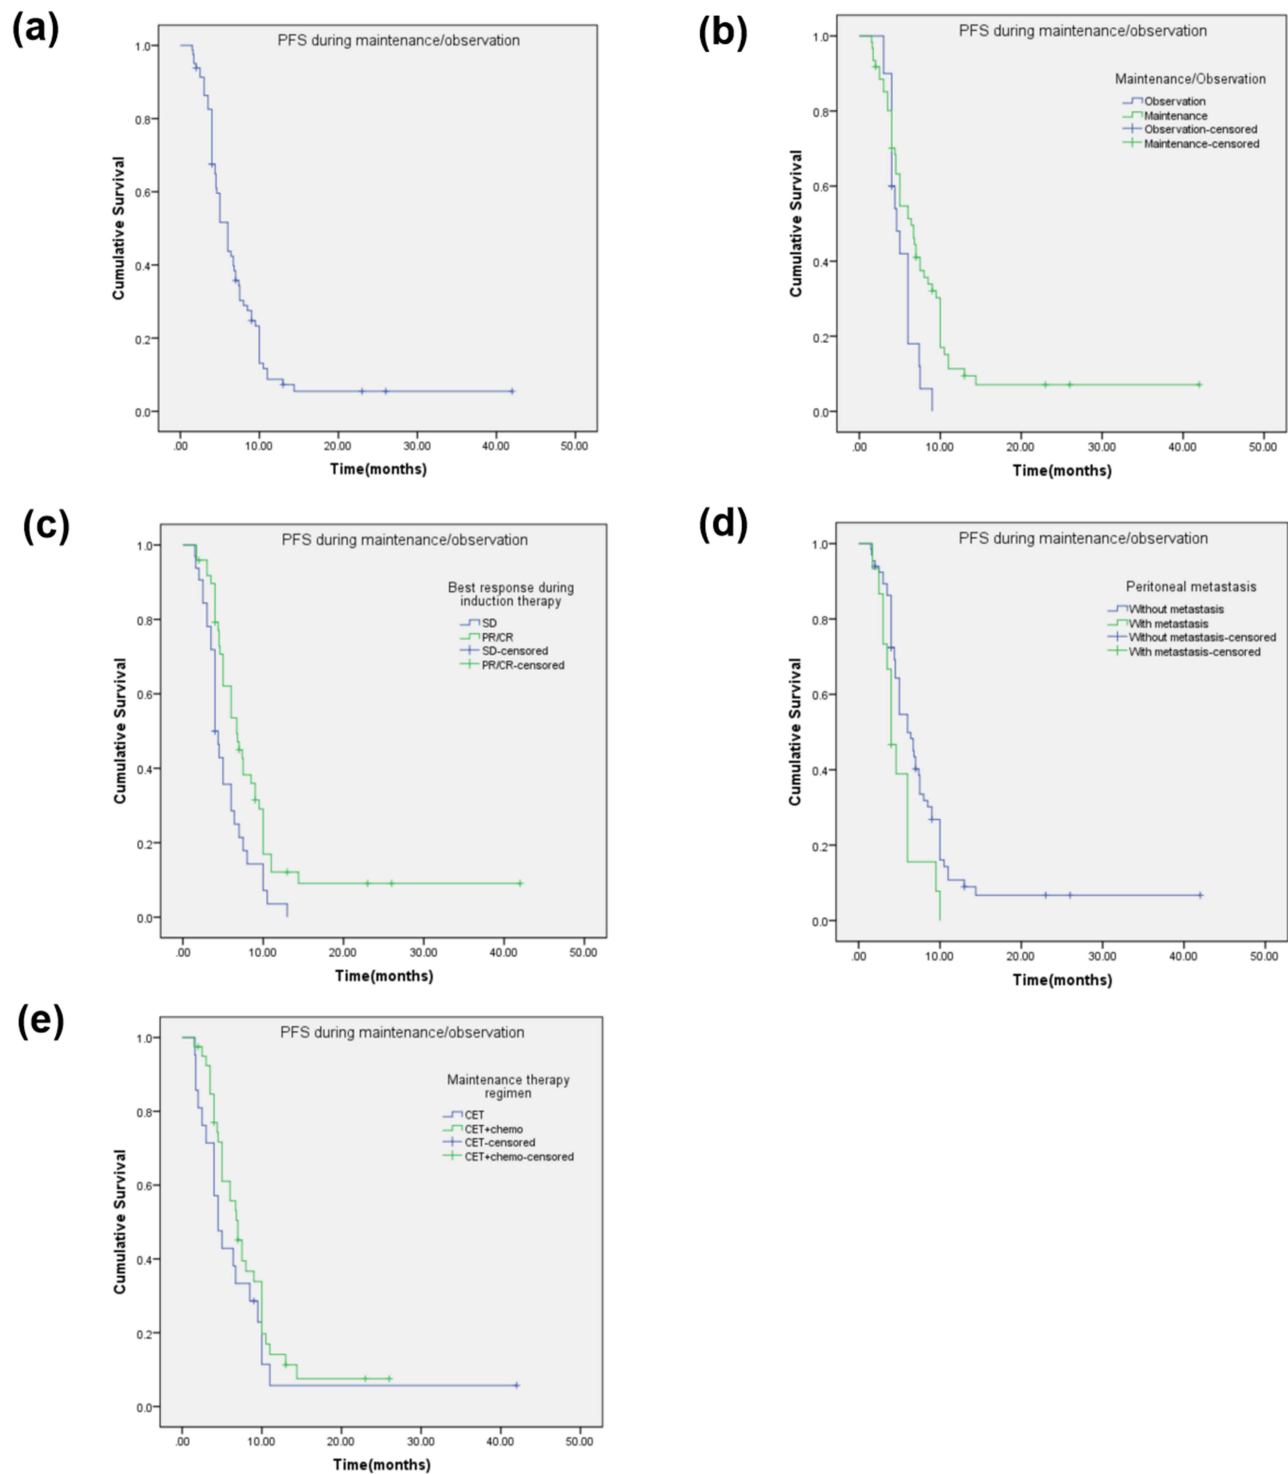 (a)
PFS during maintenance/observation
Cumulative Survival
1.0
0.8
0.6
0.4
0.2
0.0
.00 10.00 20.00 30.00 40.00 50.00
Time(months)
(b)
PFS during maintenance/observation
Maintenance/Observation
Observation
Maintenance
Observation-censored
Maintenance-censored
Cumulative Survival
1.0
0.8
0.6
0.4
0.2
0.0
.00 10.00 20.00 30.00 40.00 50.00
Time(months)
(c)
PFS during maintenance/observation
Best response during
induction therapy
SD
PR/CR
SD-censored
PR/CR-censored
Cumulative Survival
1.0
0.8
0.6
0.4
0.2
0.0
.00 10.00 20.00 30.00 40.00 50.00
Time(months)
(d)
PFS during maintenance/observation
Peritoneal metastasis
Without metastasis
With metastasis
Without metastasis-censored
With metastasis-censored
Cumulative Survival
1.0
0.8
0.6
0.4
0.2
0.0
.00 10.00 20.00 30.00 40.00 50.00
Time(months)
(e)
PFS during maintenance/observation
Maintenance therapy
regimen
CET
CET+chemo
CET-censored
CET+chemo-censored
Cumulative Survival
1.0
0.8
0.6
0.4
0.2
0.0
.00 10.00 20.00 30.00 40.00 50.00
Time(months)